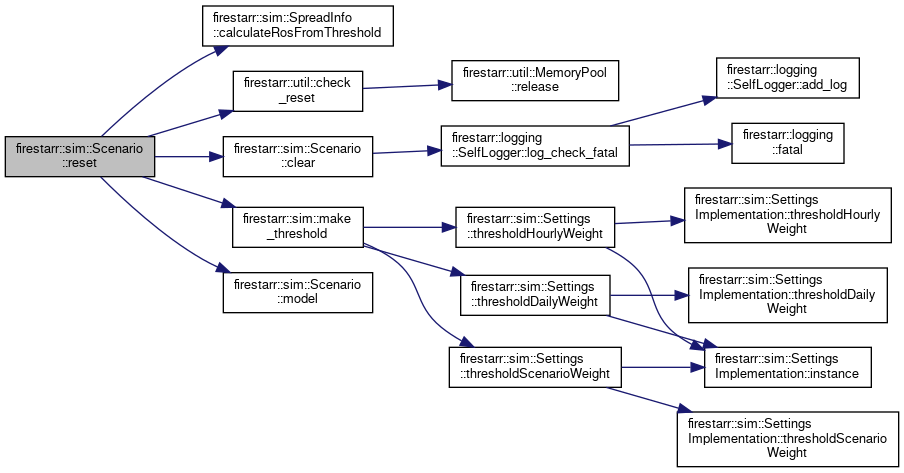 firestarr::sim::SpreadInfo
::calculateRosFromThreshold
firestarr::util::check
_reset
firestarr::util::MemoryPool
::release
firestarr::logging
::SelfLogger::add_log
firestarr::sim::Scenario
::reset
firestarr::sim::Scenario
::clear
firestarr::logging
::SelfLogger::log_check_fatal
firestarr::logging
::fatal
firestarr::sim::make
_threshold
firestarr::sim::Settings
::thresholdHourlyWeight
firestarr::sim::Settings
Implementation::thresholdHourly
Weight
firestarr::sim::Scenario
::model
firestarr::sim::Settings
::thresholdDailyWeight
firestarr::sim::Settings
Implementation::thresholdDaily
Weight
firestarr::sim::Settings
::thresholdScenarioWeight
firestarr::sim::Settings
Implementation::instance
firestarr::sim::Settings
Implementation::thresholdScenario
Weight